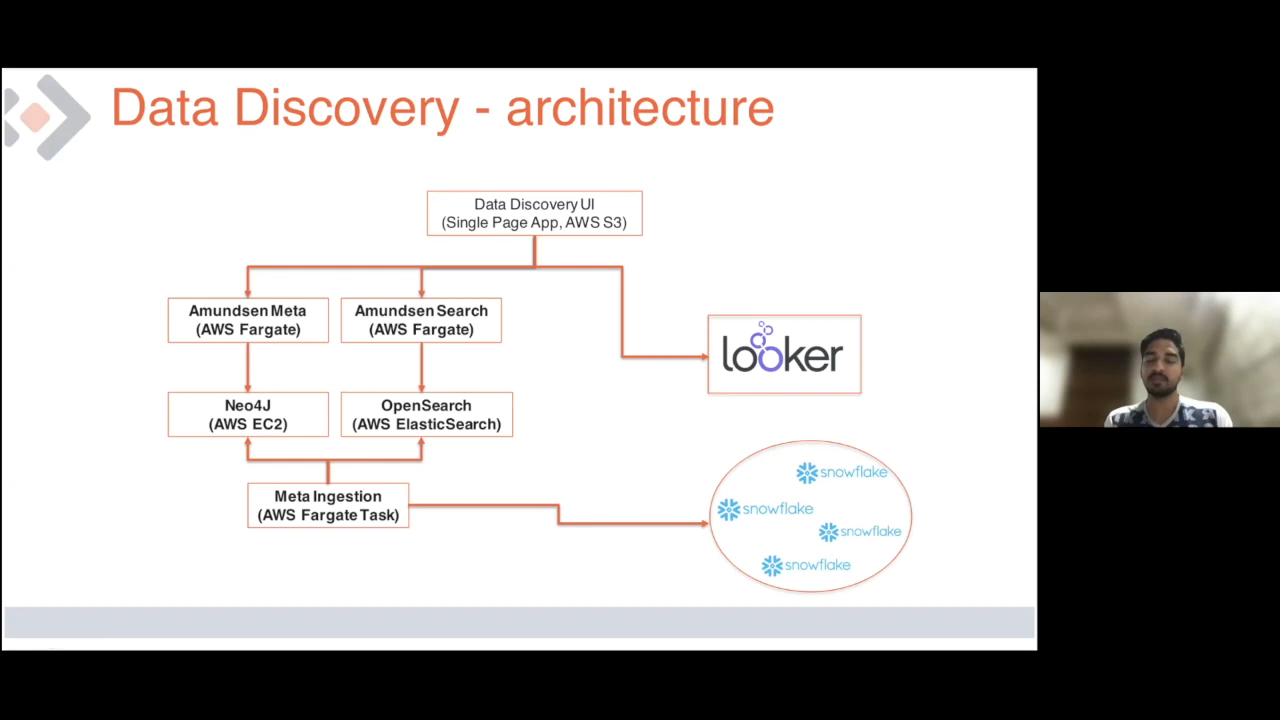 Data Discovery - architecture
Data Discovery UI
(Single Page App, AWS S3)
Amundsen Meta
(AWS Fargate)
Amundsen Search
(AWS Fargate)
looker
Neo4J
(AWS EC2)
OpenSearch
(AWS ElasticSearch)
Meta Ingestion
(AWS Fargate Task)
snowflake
snowflake
snowflake
snowflake